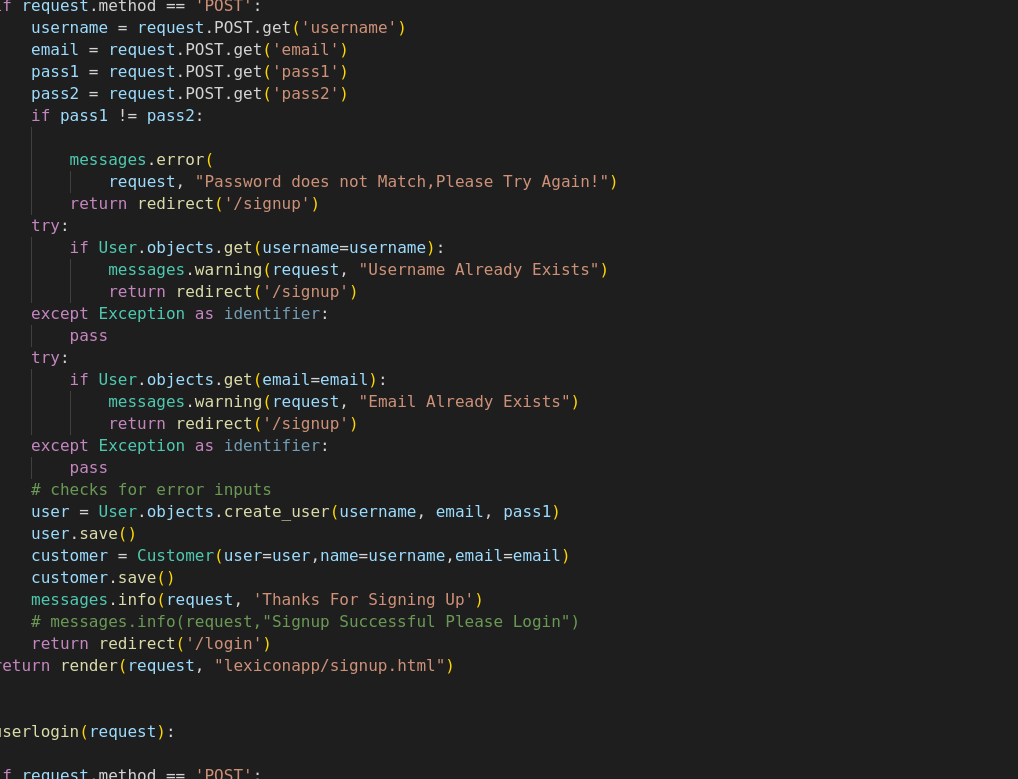 if request.method == 'POST':
    username = request.POST.get('username')
    email = request.POST.get('email')
    pass1 = request.POST.get('pass1')
    pass2 = request.POST.get('pass2')
    if pass1 != pass2:

        messages.error(
            request, "Password does not Match,Please Try Again!")
        return redirect('/signup')
    try:
        if User.objects.get(username=username):
            messages.warning(request, "Username Already Exists")
            return redirect('/signup')
    except Exception as identifier:
        pass
    try:
        if User.objects.get(email=email):
            messages.warning(request, "Email Already Exists")
            return redirect('/signup')
    except Exception as identifier:
        pass
    # checks for error inputs
    user = User.objects.create_user(username, email, pass1)
    user.save()
    customer = Customer(user=user,name=username,email=email)
    customer.save()
    messages.info(request, 'Thanks For Signing Up')
    # messages.info(request,"Signup Successful Please Login")
    return redirect('/login')
return render(request, "lexiconapp/signup.html")

userlogin(request):

if request.method == 'POST':